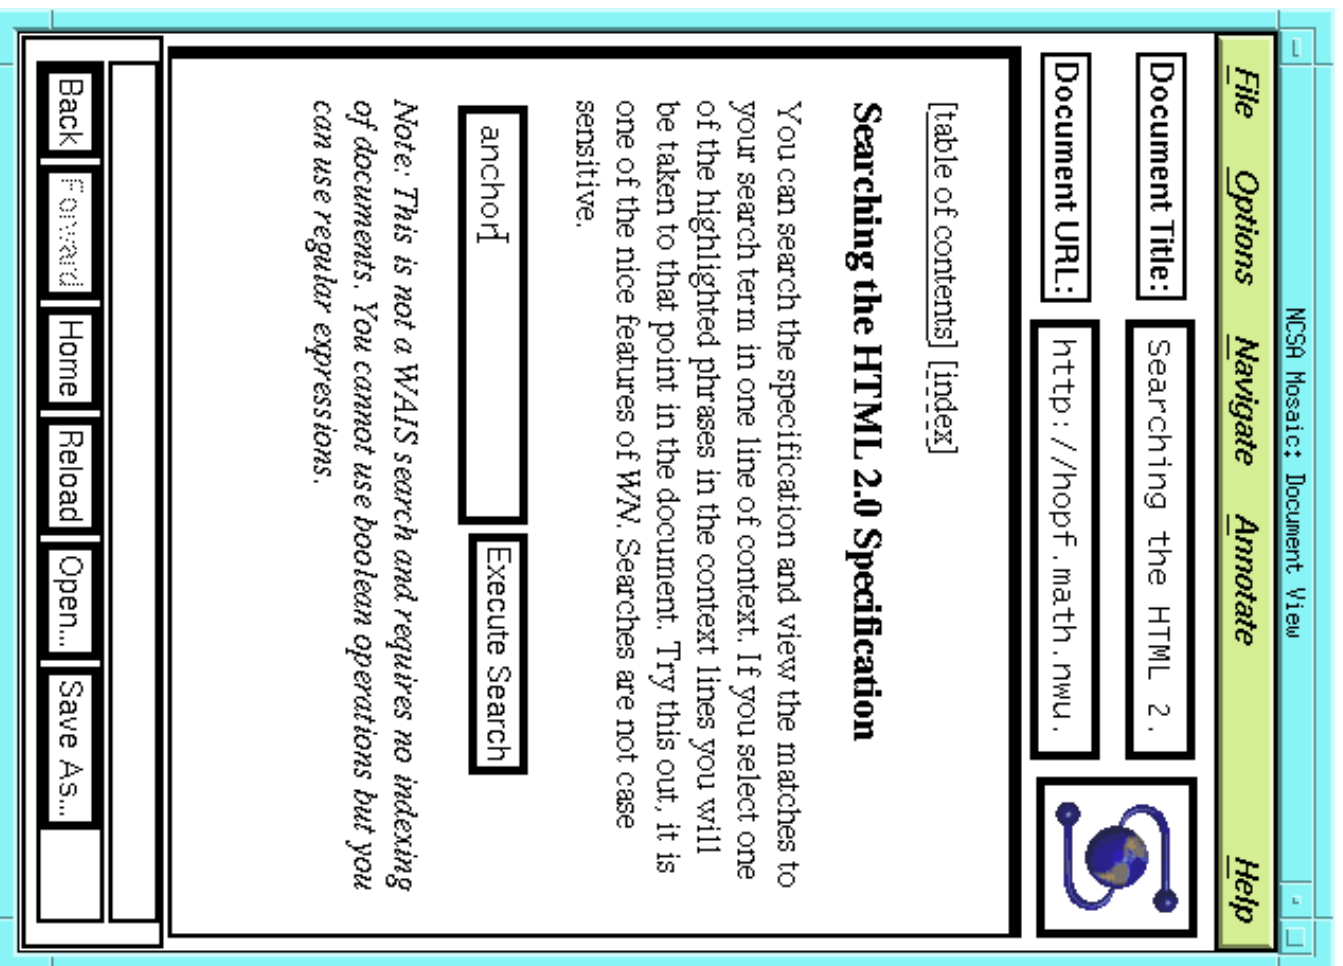 NCSA Mosaic: Document View
File Options Navigate Annotate Help
Document Title: Searching the HTML 2.
Document URL: http://hopf.math.nwu.
[table of contents] [index]
Searching the HTML 2.0 Specification
You can search the specification and view the matches to
your search term in one line of context. If you select one
of the highlighted phrases in the context lines you will
be taken to that point in the document. Try this out, it is
one of the nice features of WN. Searches are not case
sensitive.
anchor Execute Search
Note: This is not a WAIS search and requires no indexing
of documents. You cannot use boolean operations but you
can use regular expressions.
Back Forward Home Reload Open... Save As...